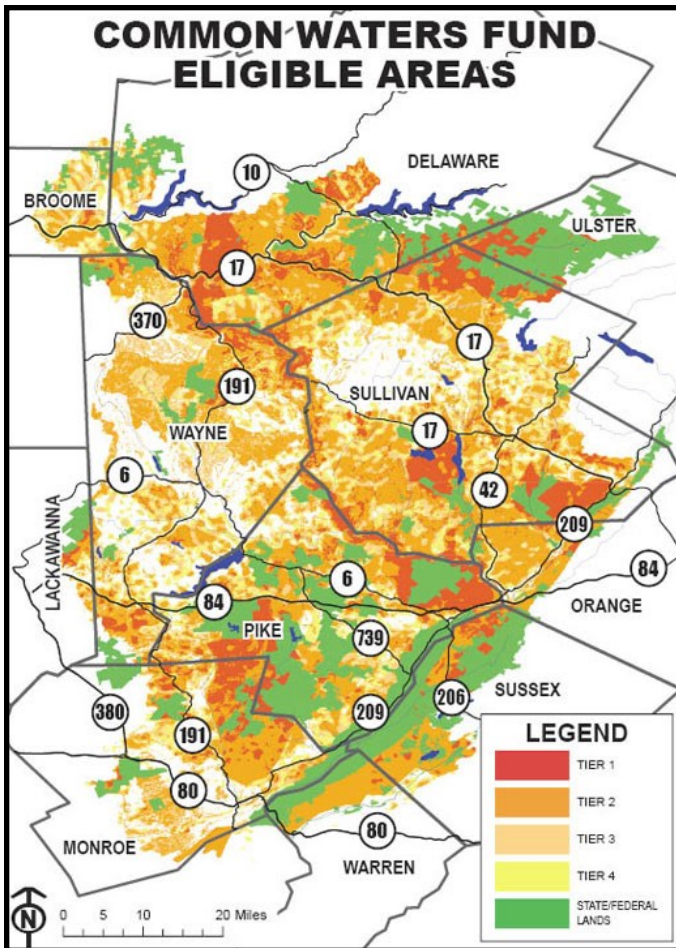 COMMON WATERS FUND
ELIGIBLE AREAS
DELAWARE
10
BROOME
ULSTER
17
370
17
191
SULLIVAN
WAYNE
17
6
42
209
LACKAWANNA
6
84
84
ORANGE
PIKE
739
SUSSEX
206
380
209
191
LEGEND
TIER 1
80
TIER 2
80
TIER 3
MONROE
WARREN
TIER 4
STATE/FEDERAL
LANDS
N
0 5 10 20 Miles